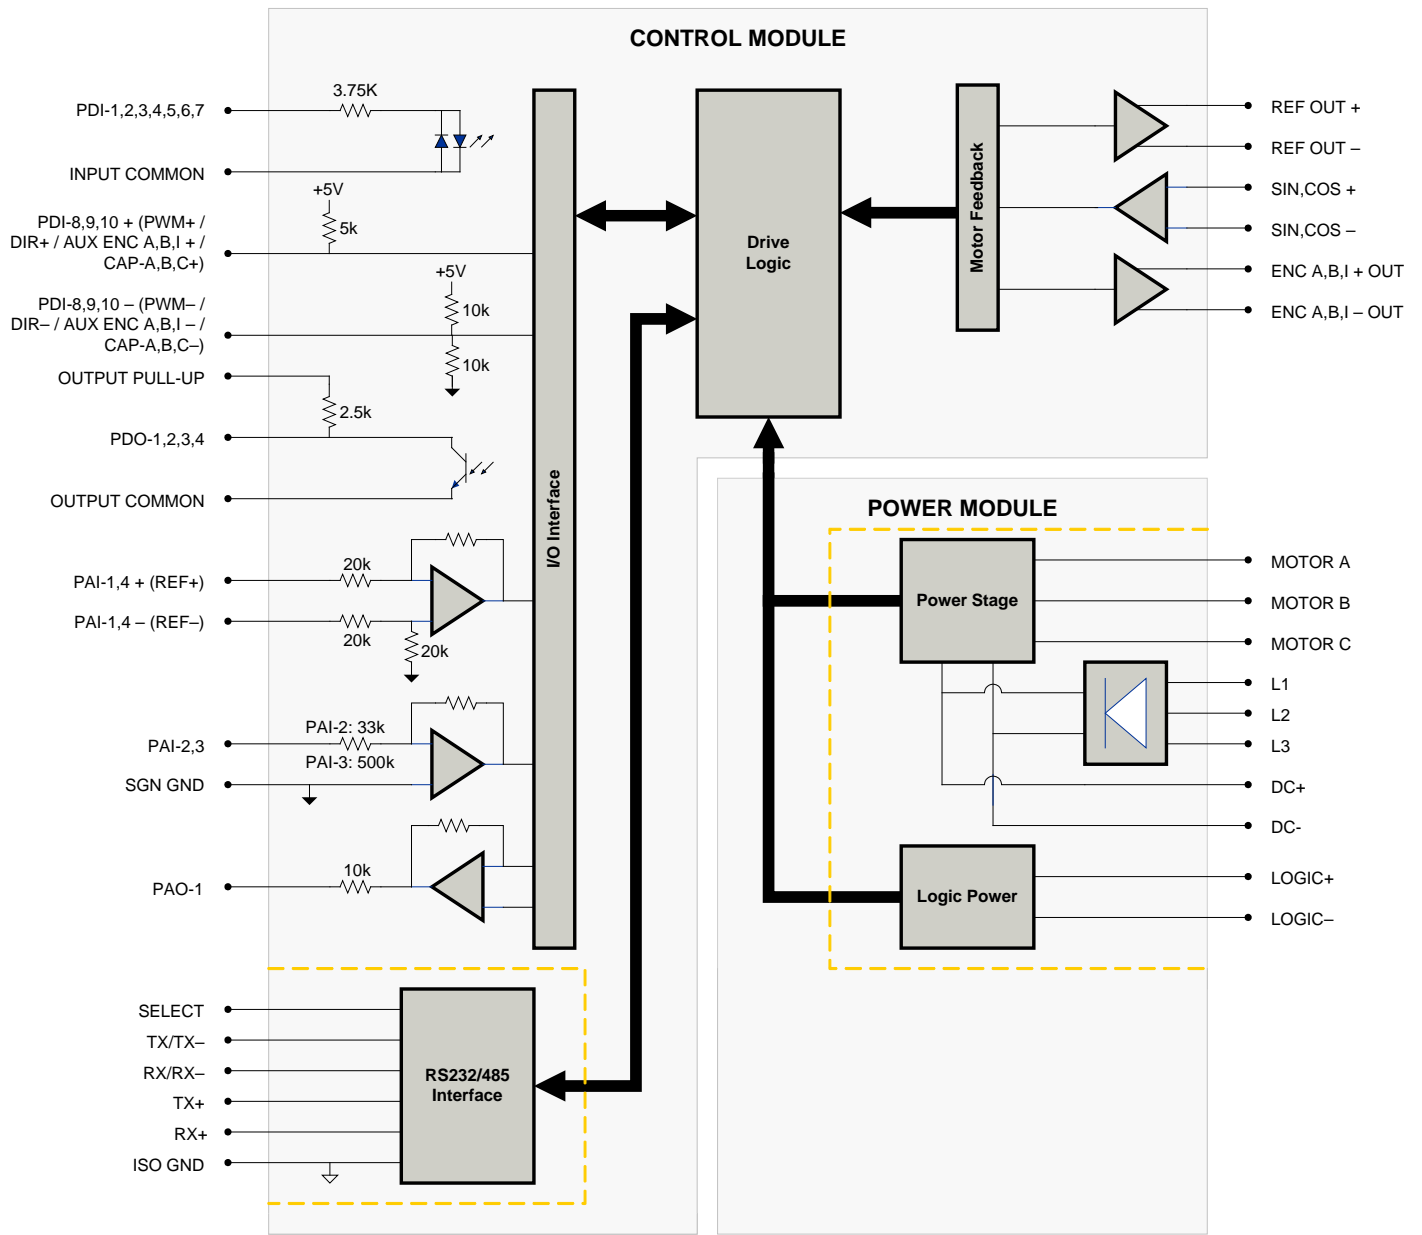 CONTROL MODULE
PDI-1,2,3,4,5,6,7
3.75K
INPUT COMMON
+5V
5k
PDI-8,9,10 + (PWM+ /
DIR+ / AUX ENC A,B,I + /
CAP-A,B,C+)
+5V
10k
PDI-8,9,10 – (PWM– /
DIR– / AUX ENC A,B,I – /
CAP-A,B,C–)
10k
OUTPUT PULL-UP
2.5k
PDO-1,2,3,4
OUTPUT COMMON
PAI-1,4 + (REF+)
20k
PAI-1,4 – (REF–)
20k
20k
PAI-2: 33k
PAI-2,3
PAI-3: 500k
SGN GND
PAO-1
10k
I/O Interface
Drive
Logic
Motor Feedback
REF OUT +
REF OUT –
SIN,COS +
SIN,COS –
ENC A,B,I + OUT
ENC A,B,I – OUT
SELECT
TX/TX–
RX/RX–
TX+
RX+
ISO GND
RS232/485
Interface
POWER MODULE
Power Stage
MOTOR A
MOTOR B
MOTOR C
L1
L2
L3
DC+
DC-
Logic Power
LOGIC+
LOGIC–